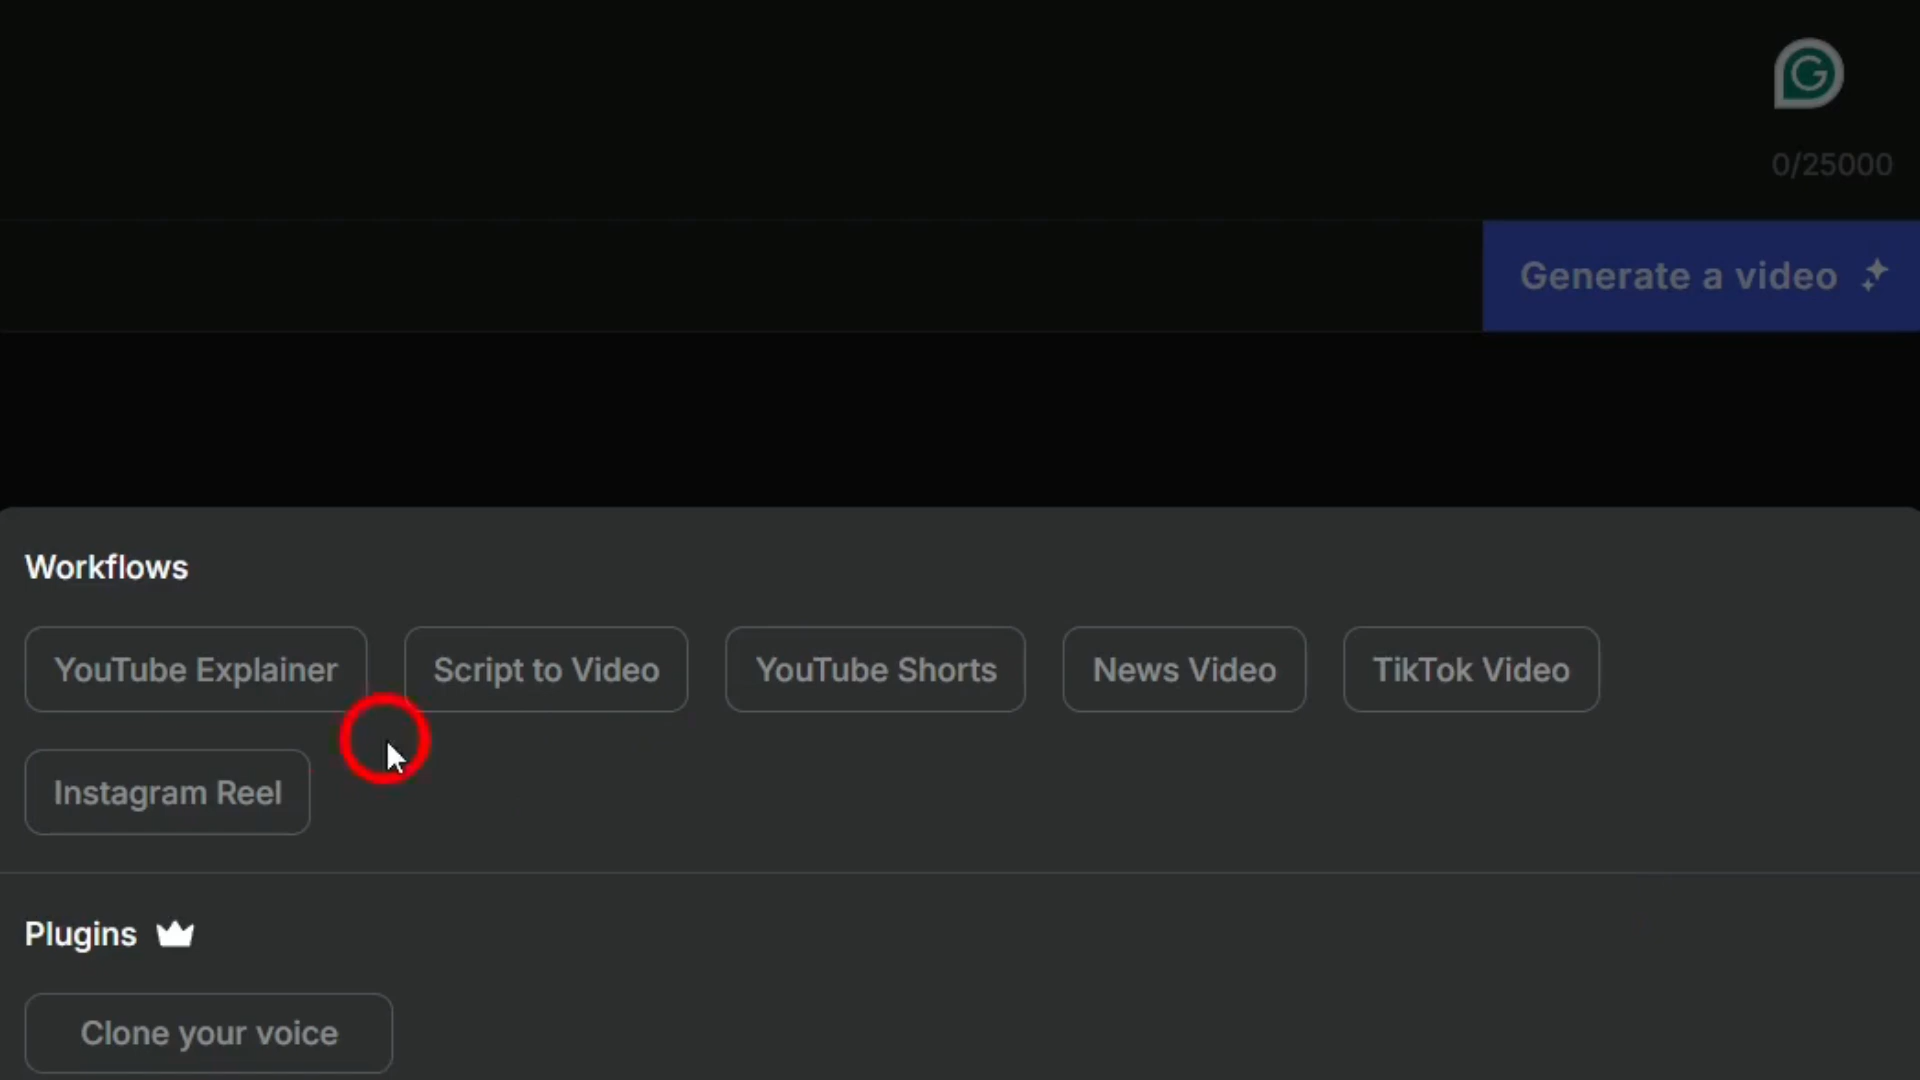 G
0/25000
Generate a video
Workflows
YouTube Explainer
Script to Video
YouTube Shorts
News Video
TikTok Video
Instagram Reel
Plugins
Clone your voice